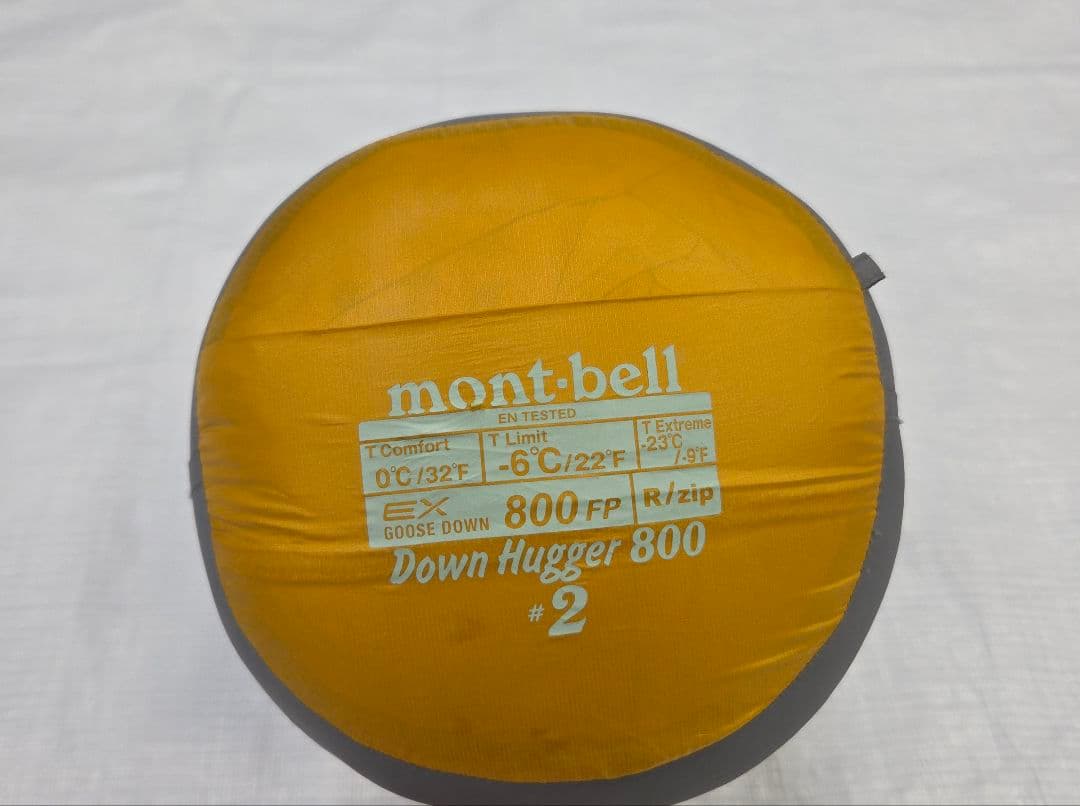 mont-bell
EN TESTED
T Comfort
0℃/32°F
T Limit
-6℃/22°F
T Extreme
-23℃
/-9°F
EX
GOOSE DOWN
800 FP
R/zip
Down Hugger 800
#2